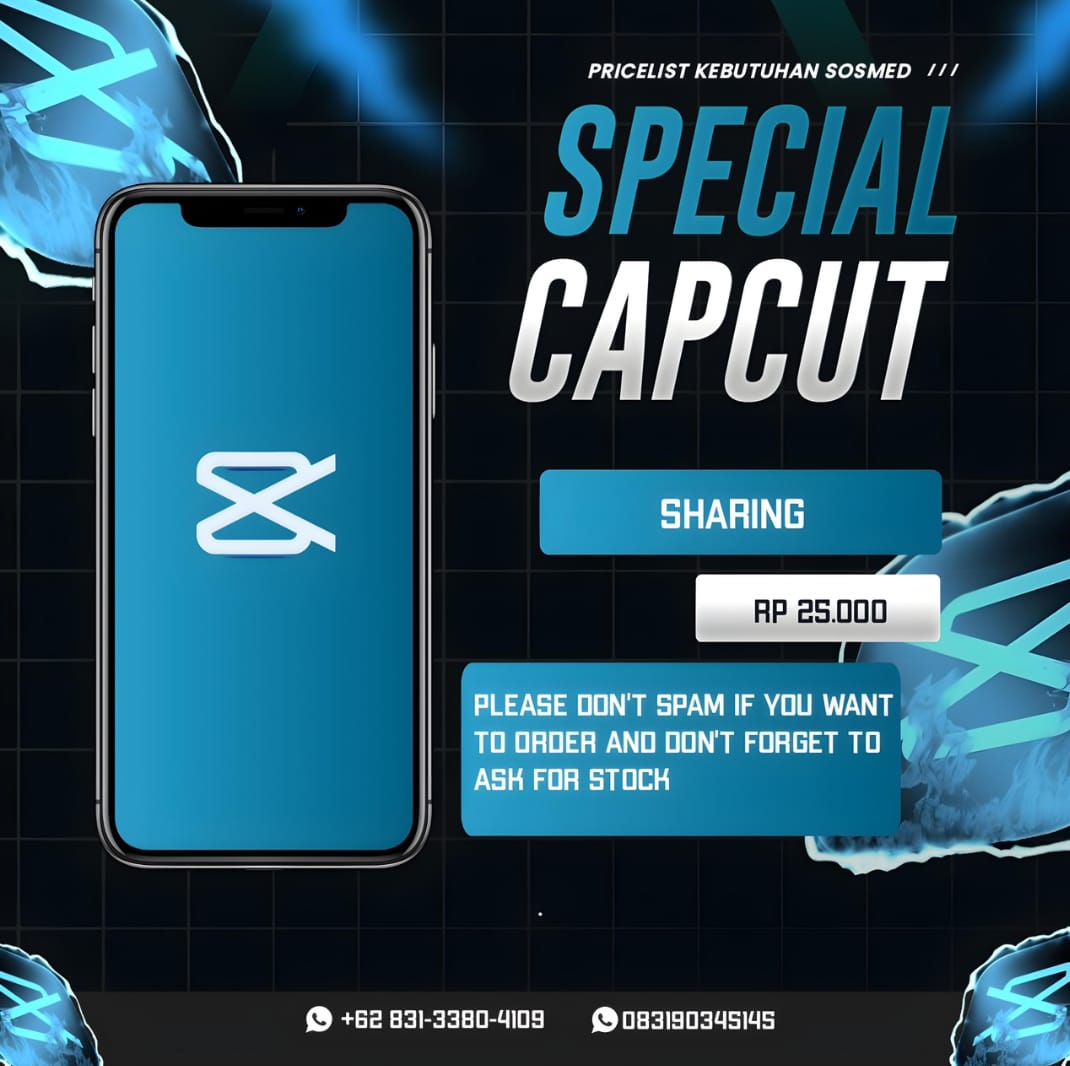 PRICELIST KEBUTUHAN SOSMED ///
SPECIAL
CAPCUT
SHARING
RP 25.000
PLEASE DON'T SPAM IF YOU WANT
TO ORDER AND DON'T FORGET TO
ASK FOR STOCK
+62 831-3380-4109
083190345145